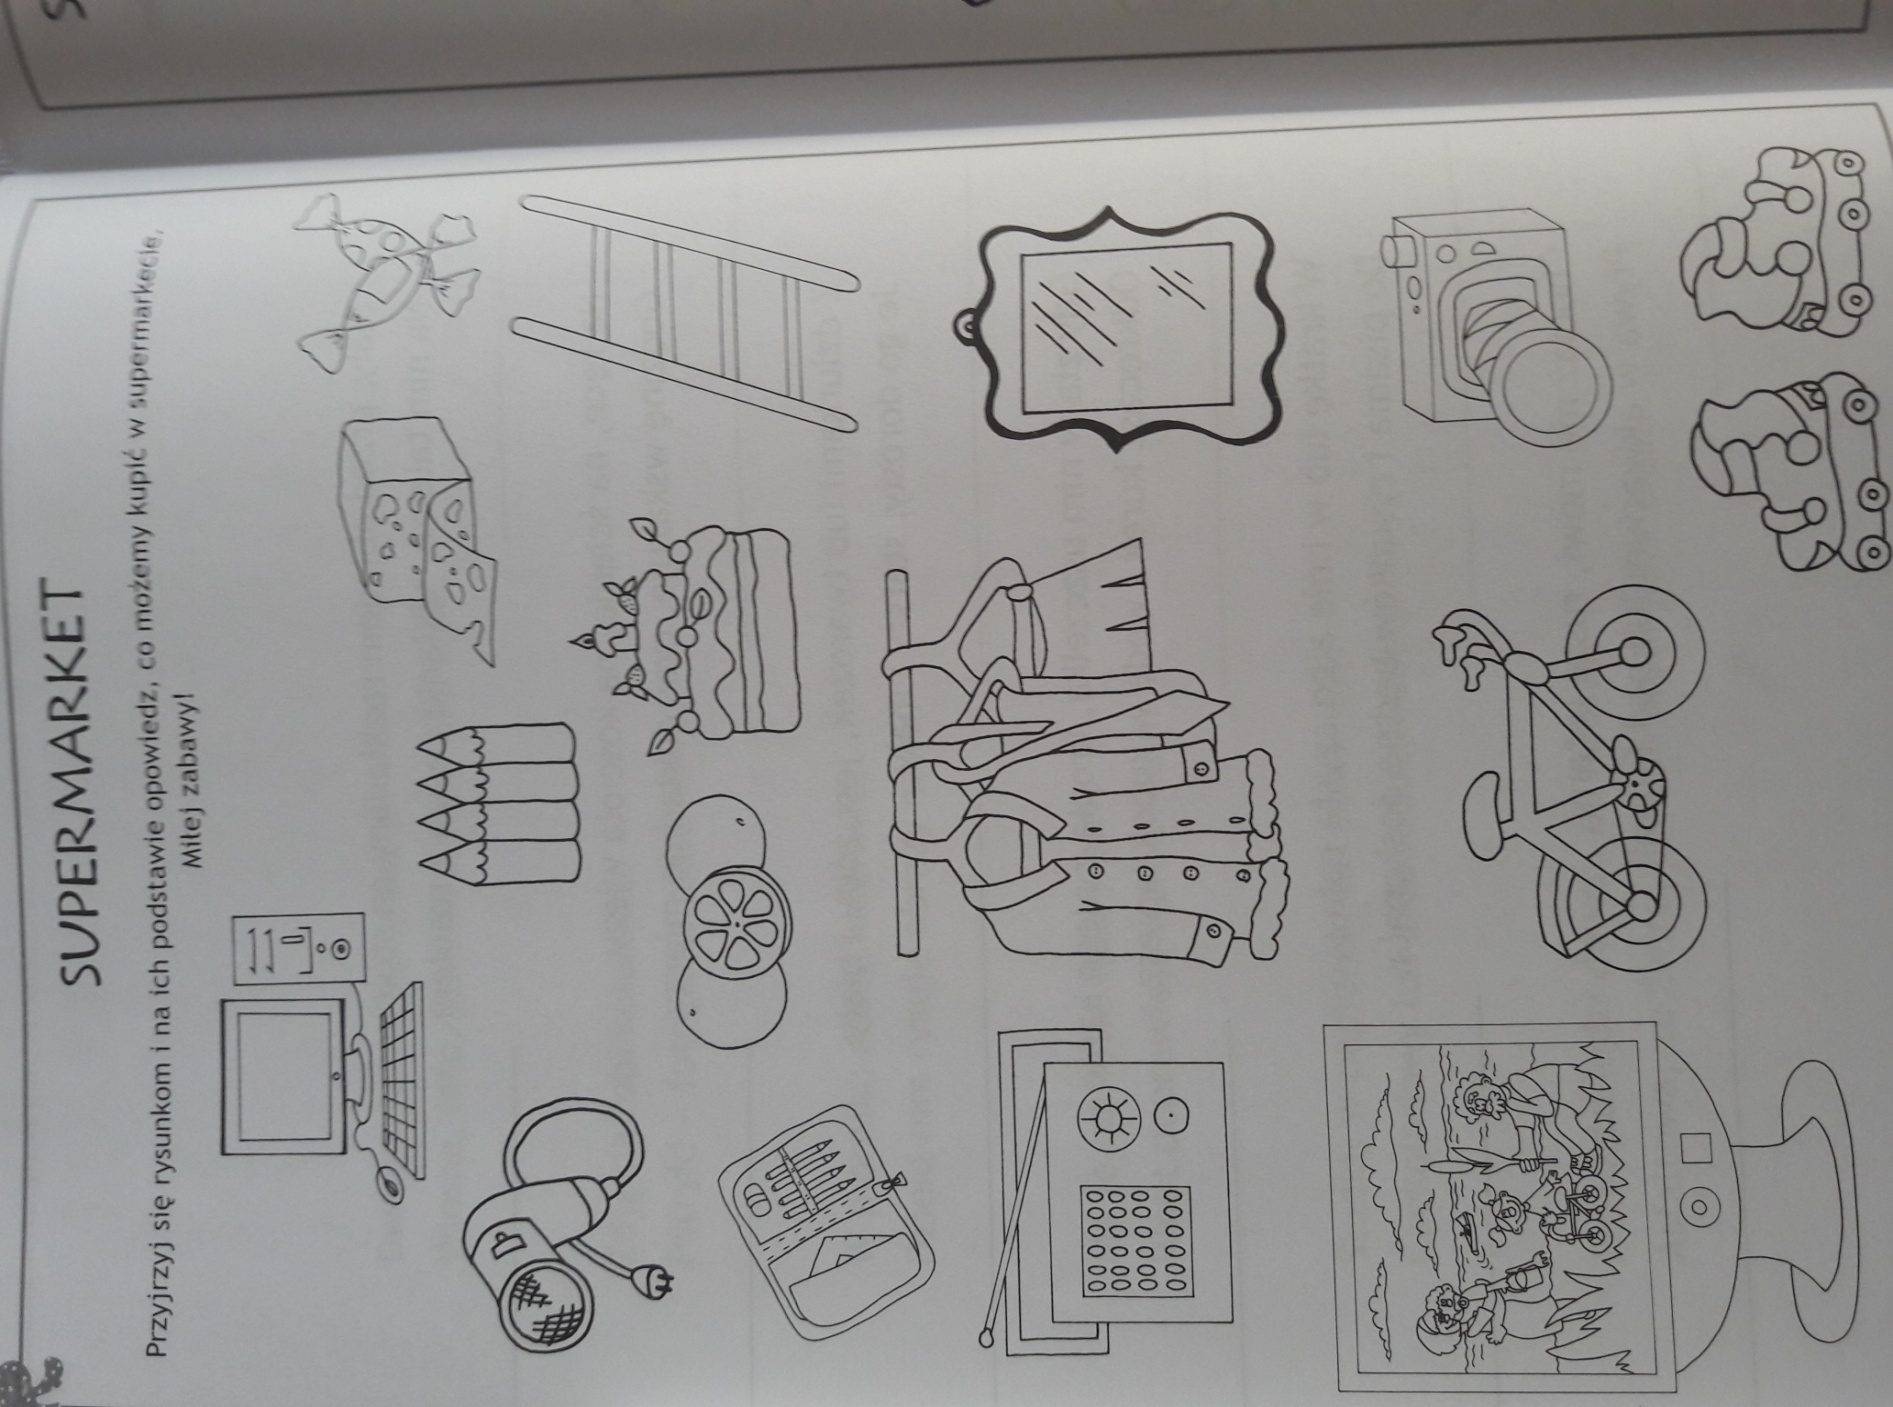 SUPERMARKET
Przyjrzyj się rysunkom i na ich podstawie opowiedz, co możemy kupić w supermarkecie.
Miłej zabawy!